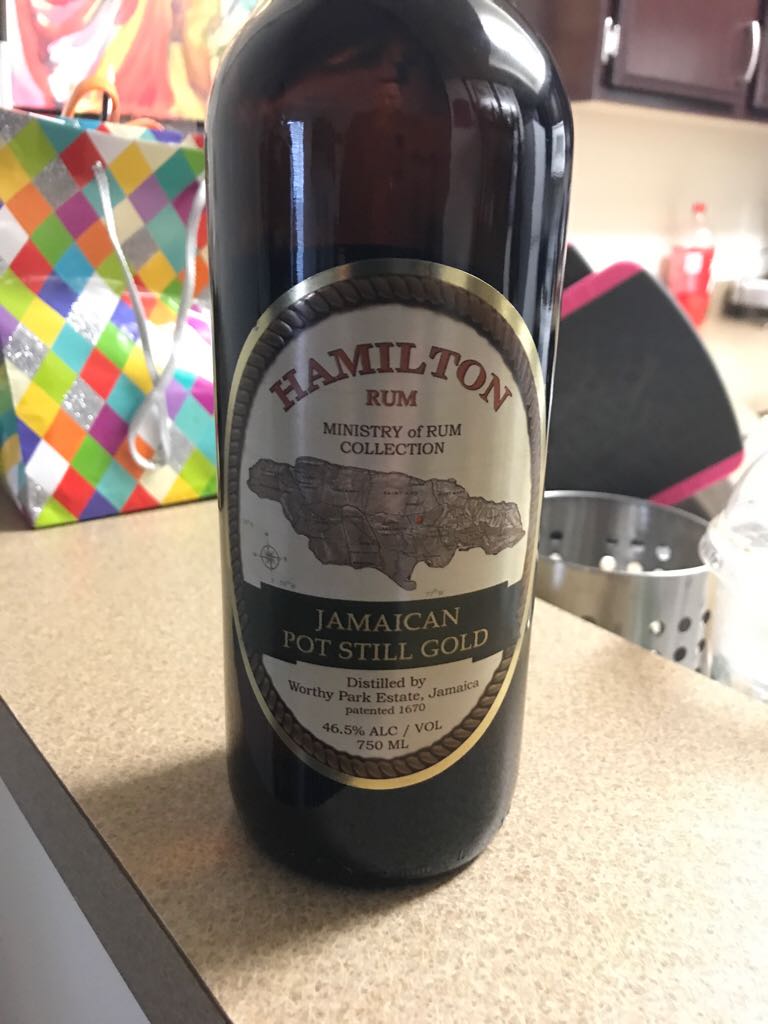 HAMILTON
RUM
MINISTRY of RUM
COLLECTION
JAMAICAN
POT STILL GOLD
Distilled by
Worthy Park Estate, Jamaica
patented 1670
46.5% ALC / VOL
750 ML